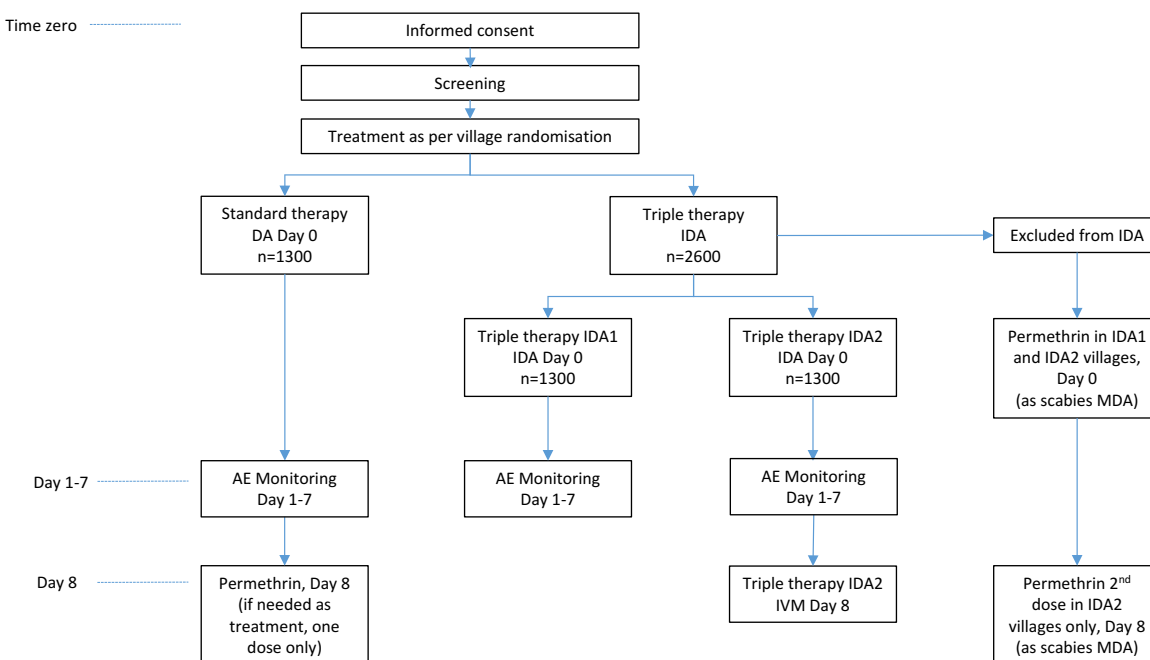 Time zero
Informed consent
Screening
Treatment as per village randomisation
Standard therapy
DA Day 0
n=1300
Triple therapy
IDA
n=2600
Excluded from IDA
Triple therapy IDA1
IDA Day 0
n=1300
Triple therapy IDA2
IDA Day 0
n=1300
Permethrin in IDA1
and IDA2 villages,
Day 0
(as scabies MDA)
Day 1-7
AE Monitoring
Day 1-7
AE Monitoring
Day 1-7
AE Monitoring
Day 1-7
Day 8
Permethrin, Day 8
(if needed as
treatment, one
dose only)
Triple therapy IDA2
IVM Day 8
Permethrin 2nd
dose in IDA2
villages only, Day 8
(as scabies MDA)